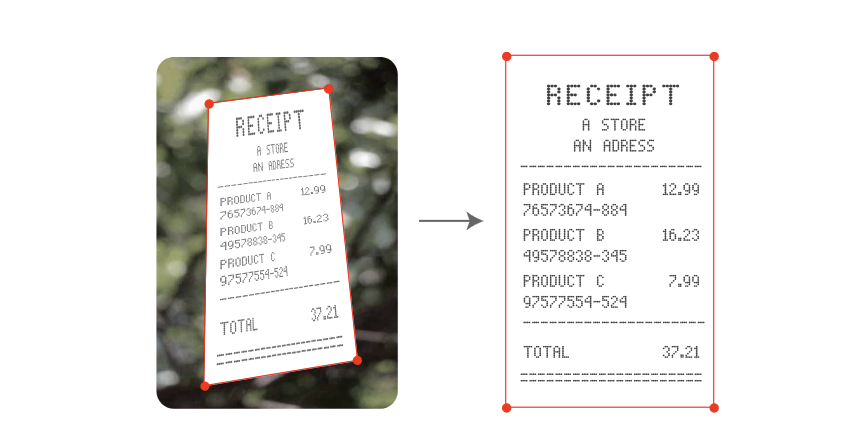 RECEIPT
A STORE
AN ADRESS
PRODUCT A 12.99
76573674-884
PRODUCT B 16.23
49578838-345
PRODUCT C 7.99
97577554-524
TOTAL 37.21
RECEIPT
A STORE
AN ADRESS
PRODUCT A 12.99
76573674-884
PRODUCT B 16.23
49578838-345
PRODUCT C 7.99
97577554-524
TOTAL 37.21